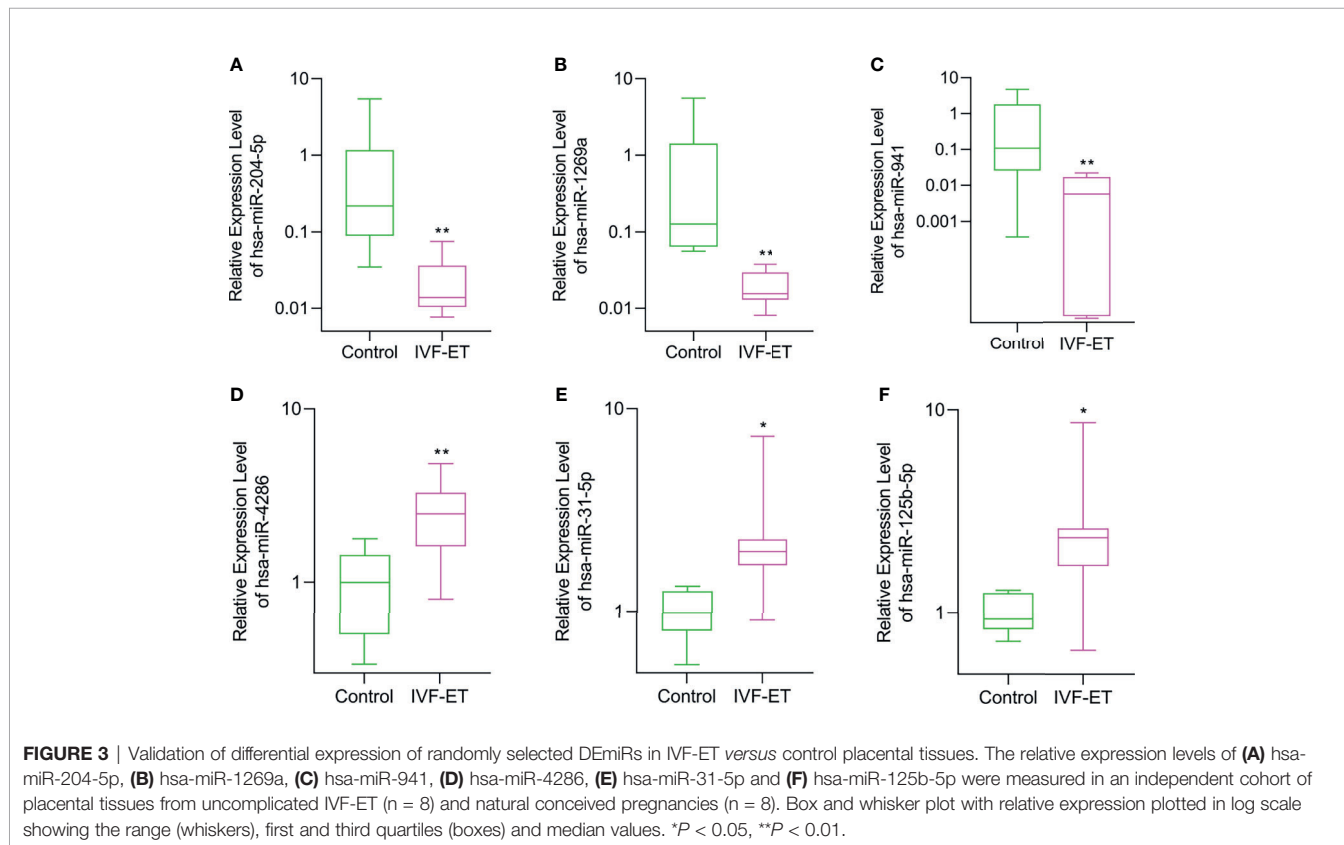 A
Relative Expression Level
of hsa-miR-204-5p
10
1
0.1
0.01
**
Control
IVF-ET
B
Relative Expression Level
of hsa-miR-1269a
10
1
0.1
0.01
**
Control
IVF-ET
C
Relative Expression Level
of hsa-miR-941
10
1
0.1
0.01
0.001
**
Control
IVF-ET
D
Relative Expression Level
of hsa-miR-4286
10
1
**
Control
IVF-ET
E
Relative Expression Level
of hsa-miR-31-5p
10
1
*
Control
IVF-ET
F
Relative Expression Level
of hsa-miR-125b-5p
10
1
*
Control
IVF-ET
FIGURE 3 | Validation of differential expression of randomly selected DEmiRs in IVF-ET versus control placental tissues. The relative expression levels of (A) hsa-
miR-204-5p, (B) hsa-miR-1269a, (C) hsa-miR-941, (D) hsa-miR-4286, (E) hsa-miR-31-5p and (F) hsa-miR-125b-5p were measured in an independent cohort of
placental tissues from uncomplicated IVF-ET (n = 8) and natural conceived pregnancies (n = 8). Box and whisker plot with relative expression plotted in log scale
showing the range (whiskers), first and third quartiles (boxes) and median values. *P < 0.05, **P < 0.01.